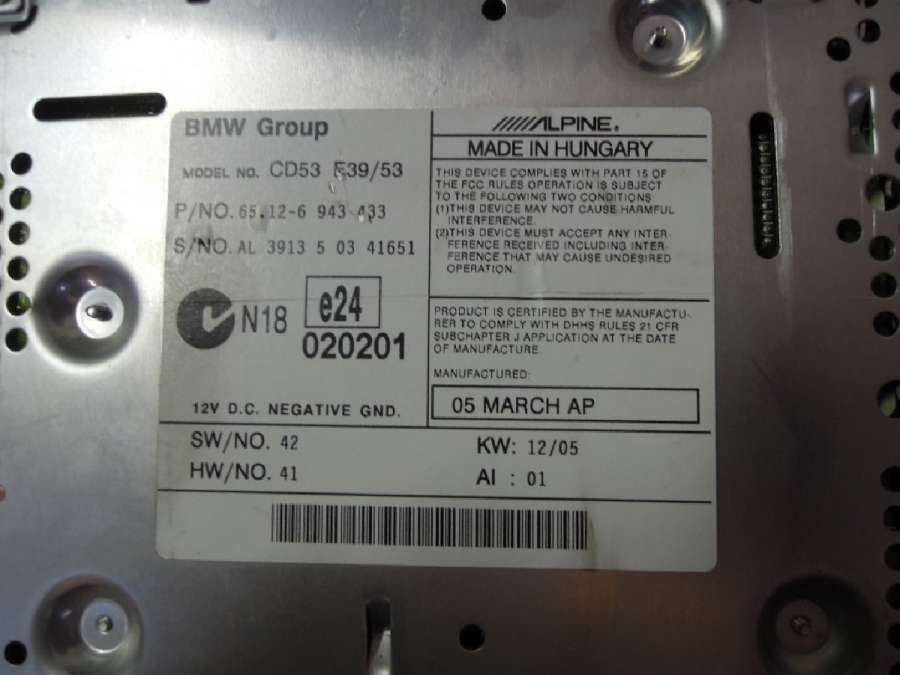 BMW Group
MODEL NO. CD53 E39/53
P/NO. 65.12-6 943 433
S/NO. AL 3913 5 03 41651
N18
e24
020201
12V D.C. NEGATIVE GND.
ALPINE®
MADE IN HUNGARY
THIS DEVICE COMPLIES WITH PART 15 OF
THE FCC RULES OPERATION IS SUBJECT
TO THE FOLLOWING TWO CONDITIONS
(1)THIS DEVICE MAY NOT CAUSE HARMFUL
INTERFERENCE.
(2)THIS DEVICE MUST ACCEPT ANY INTER-
FERENCE RECEIVED INCLUDING INTER-
FERENCE THAT MAY CAUSE UNDESIRED
OPERATION.
PRODUCT IS CERTIFIED BY THE MANUFACTU-
RER TO COMPLY WITH DHHS RULES 21 CFR
SUBCHAPTER J APPLICATION AT THE DATE
OF MANUFACTURE
MANUFACTURED:
05 MARCH AP
SW/NO. 42
KW: 12/05
HW/NO. 41
AI : 01